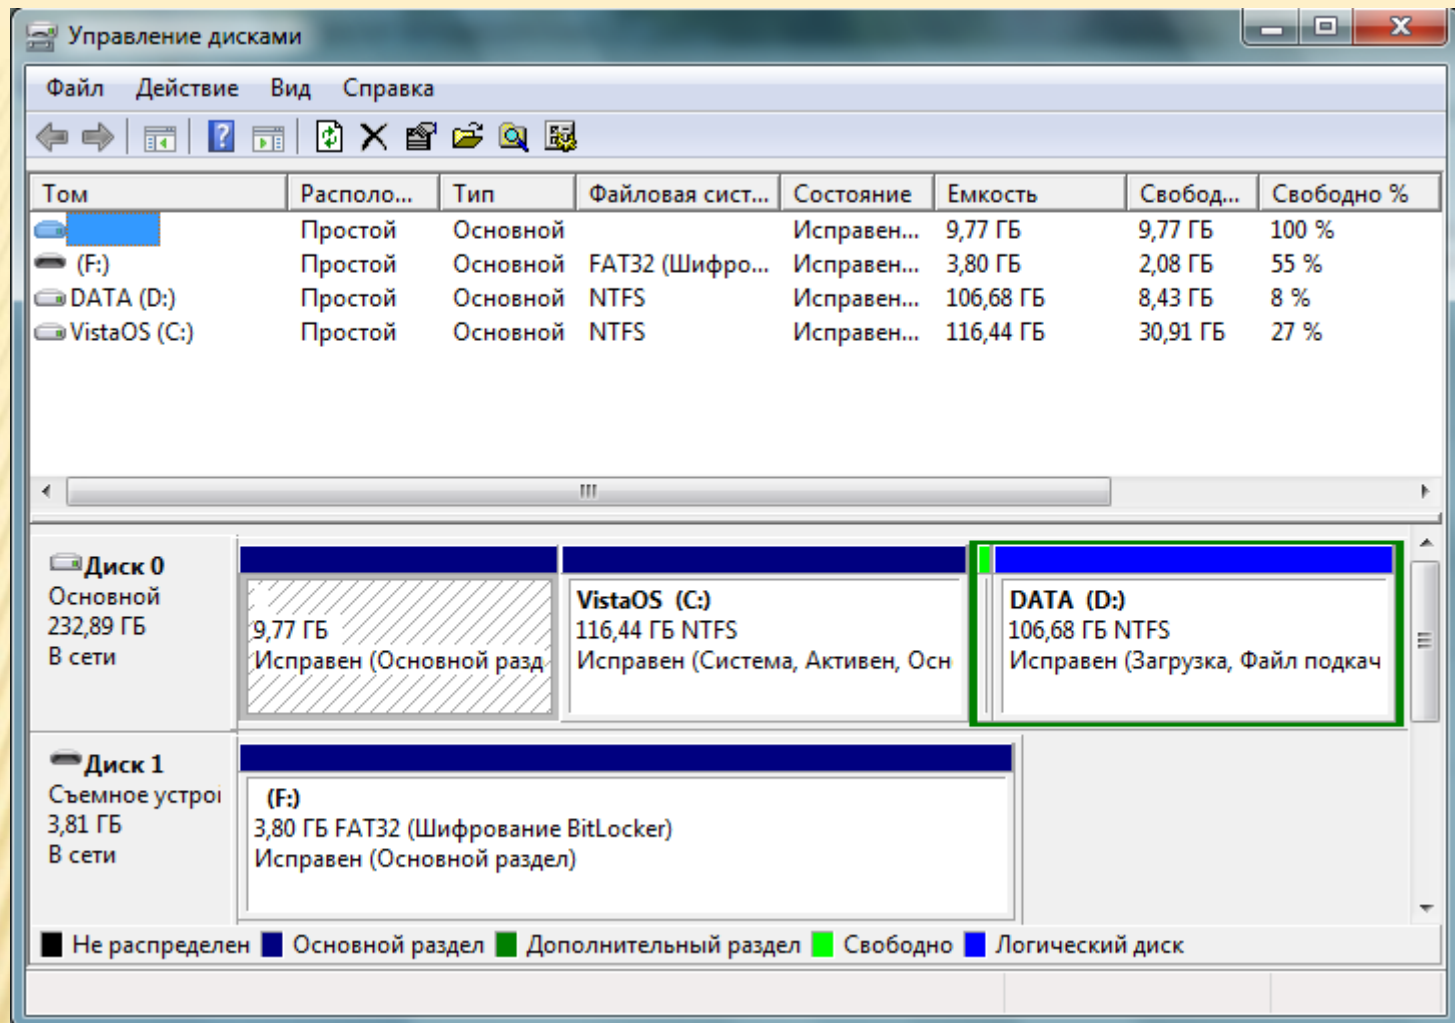 Управление дисками
Файл Действие Вид Справка
Том Располо... Тип Файловая сист... Состояние Емкость Свобод... Свободно %
Простой Основной Исправен... 9,77 ГБ 9,77 ГБ 100 %
(F:) Простой Основной FAT32 (Шифро... Исправен... 3,80 ГБ 2,08 ГБ 55 %
DATA (D:) Простой Основной NTFS Исправен... 106,68 ГБ 8,43 ГБ 8 %
VistaOS (C:) Простой Основной NTFS Исправен... 116,44 ГБ 30,91 ГБ 27 %
Диск 0
Основной
232,89 ГБ
В сети
9,77 ГБ
Исправен (Основной разд
VistaOS (C:)
116,44 ГБ NTFS
Исправен (Система, Активен, Осн
DATA (D:)
106,68 ГБ NTFS
Исправен (Загрузка, Файл подкач
Диск 1
Съемное устрої
3,81 ГБ
В сети
(F:)
3,80 ГБ FAT32 (Шифрование BitLocker)
Исправен (Основной раздел)
Не распределен Основной раздел Дополнительный раздел Свободно Логический диск